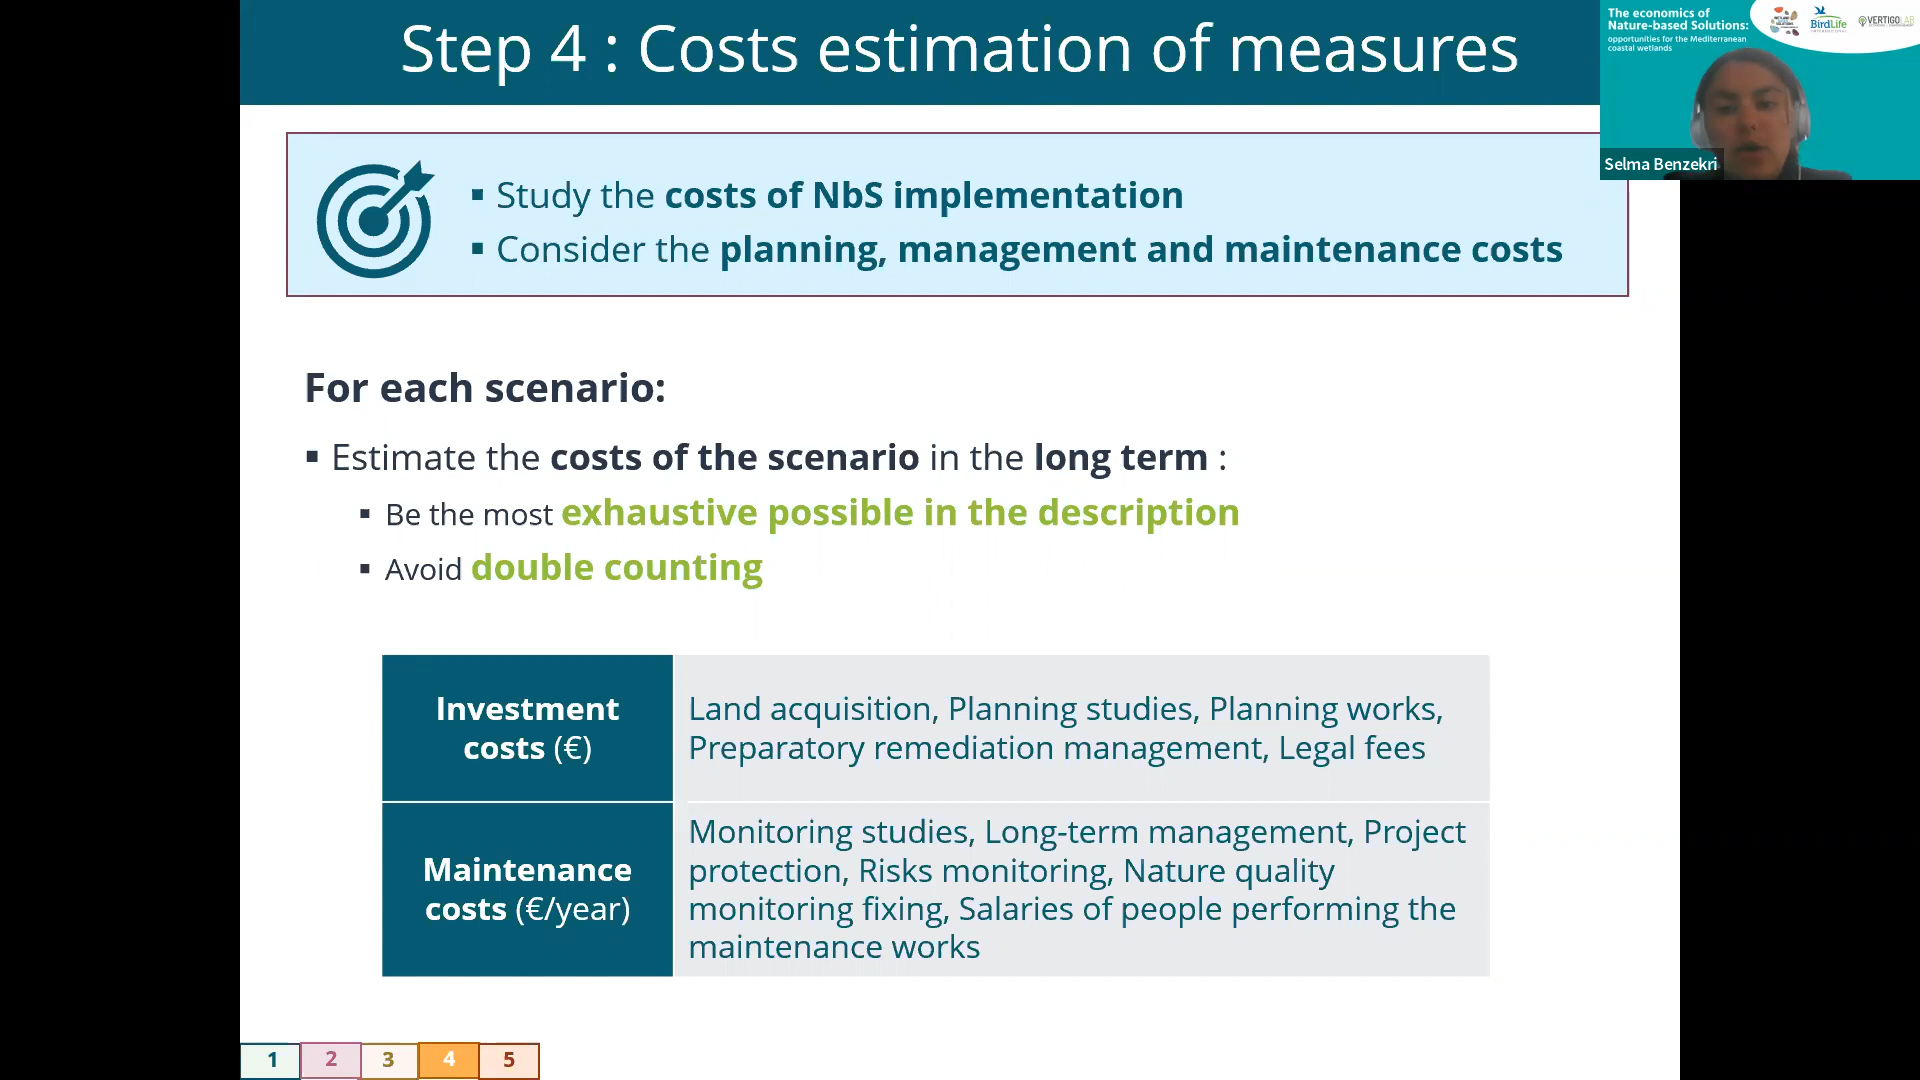 Step 4 : Costs estimation of measures
The economics of
Nature-based Solutions:
opportunities for the Mediterranean
coastal wetlands
BirdLife
INTERNATIONAL
VERTIGOLAB
Selma Benzekri
▪ Study the costs of NbS implementation
▪ Consider the planning, management and maintenance costs
For each scenario:
▪ Estimate the costs of the scenario in the long term :
▪ Be the most exhaustive possible in the description
▪ Avoid double counting
Investment
costs (€)
Land acquisition, Planning studies, Planning works,
Preparatory remediation management, Legal fees
Maintenance
costs (€/year)
Monitoring studies, Long-term management, Project
protection, Risks monitoring, Nature quality
monitoring fixing, Salaries of people performing the
maintenance works
1 2 3 4 5